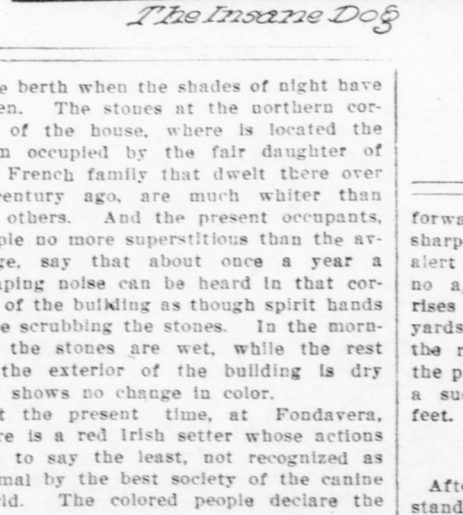 The Insane Dog
e berth when the shades of night have
en. The stones at the northern cor-
of the house, where is located the
n occupied by the fair daughter of
French family that dwelt there over
entury ago, are much whiter than
others. And the present occupants,
ple no more superstitious than the av-
ge, say that about once a year a
aping noise can be heard in that cor-
of the building as though spirit hands
e scrubbing the stones. In the morn-
the stones are wet, while the rest
the exterior of the building is dry
shows no change in color.
t the present time, at Fondavera,
re is a red Irish setter whose actions
to say the least, not recognized as
mal by the best society of the canine
ld. The colored people declare the
forwa
sharp
alert
no a
rises
yards
the r
the p
a su
feet.
Afte
stand